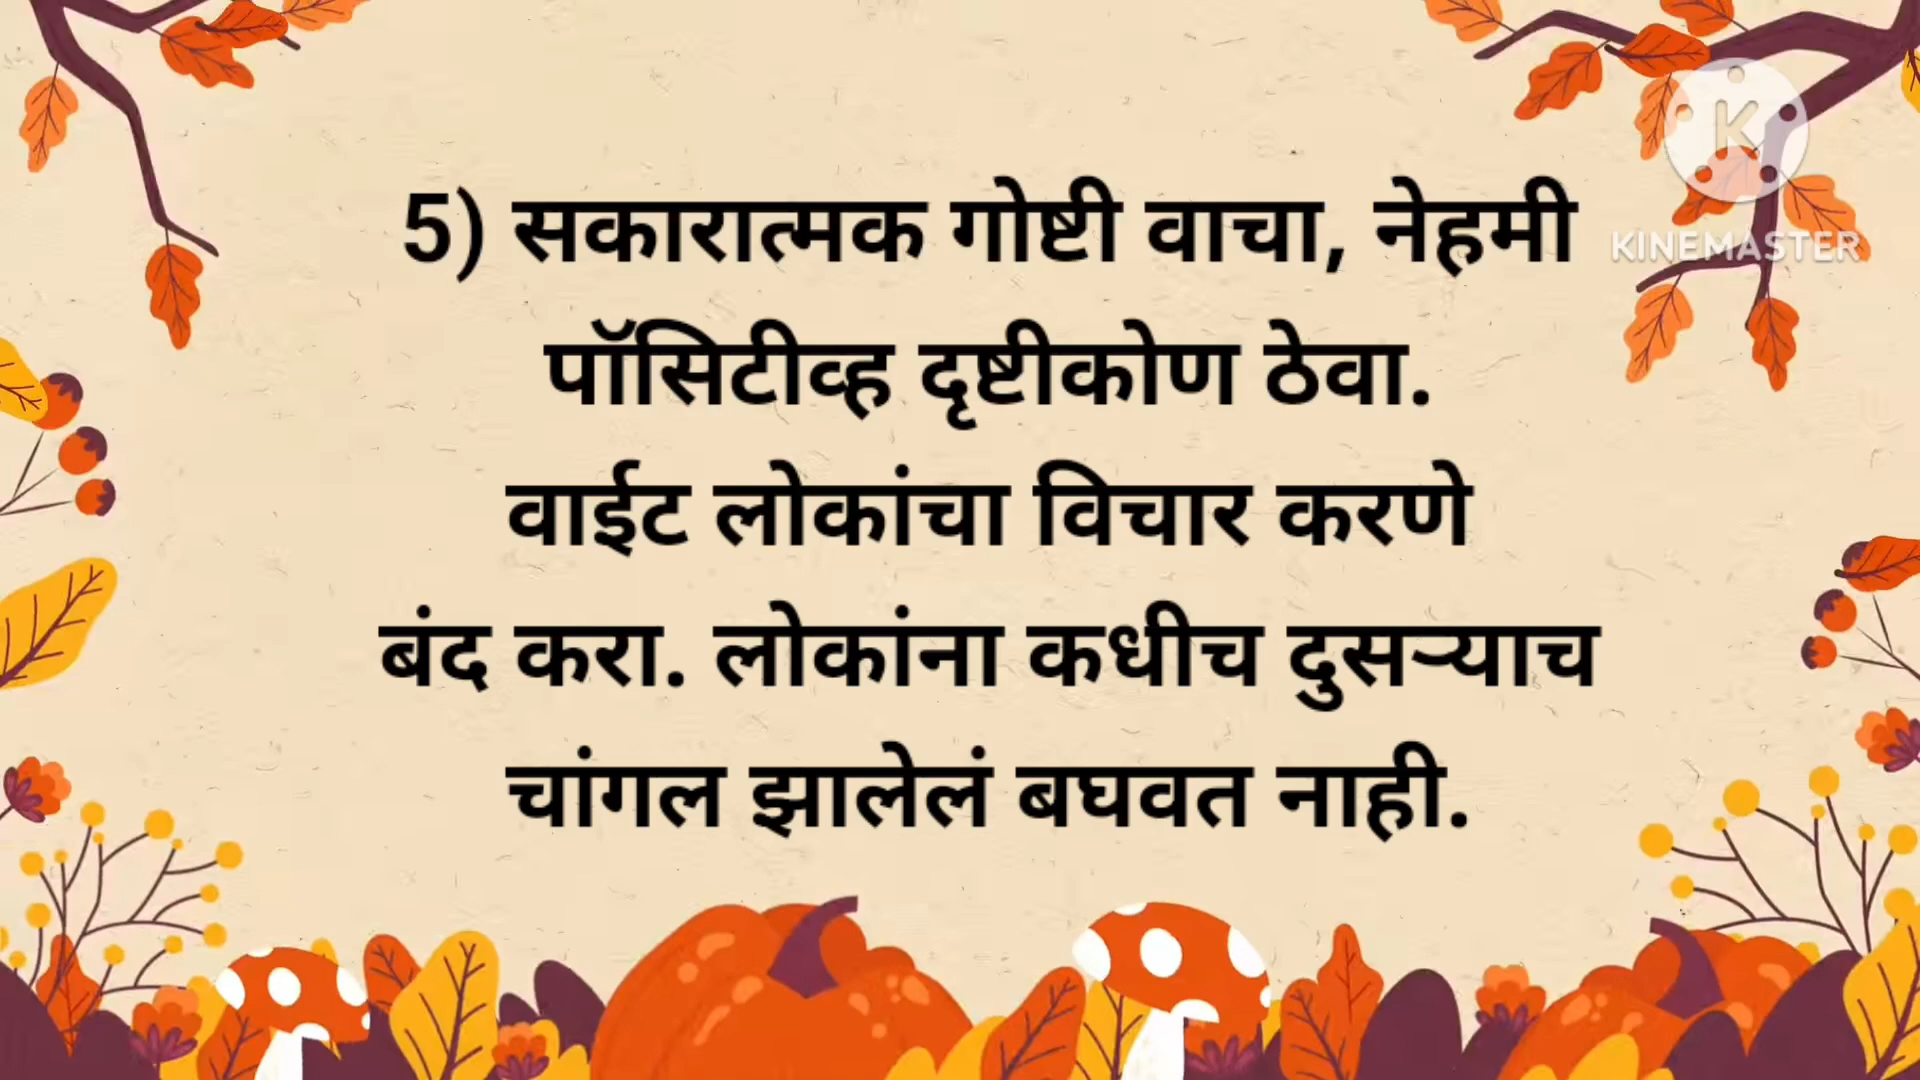 5) सकारात्मक गोष्टी वाचा, नेहमी
पॉसिटीव्ह दृष्टीकोण ठेवा.
वाईट लोकांचा विचार करणे
बंद करा. लोकांना कधीच दुसऱ्याच
चांगल झालेलं बघवत नाही.
K
KINEMASTER